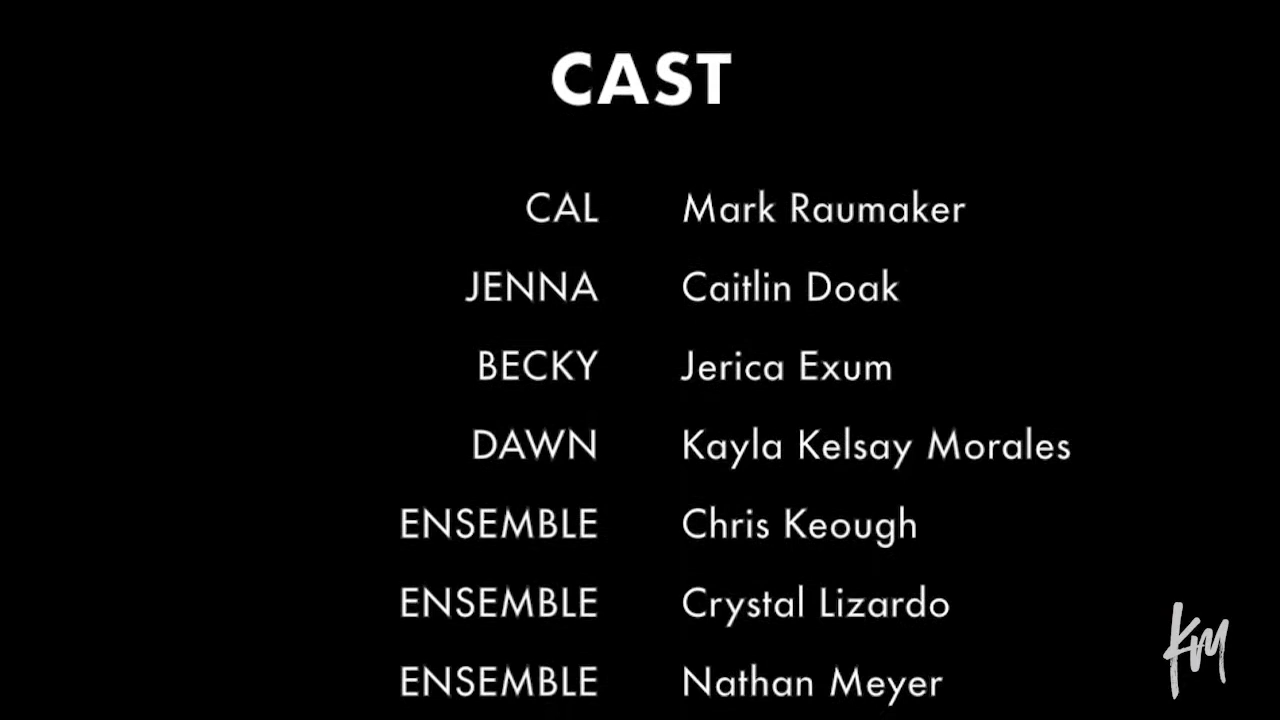 CAST
CAL Mark Raumaker
JENNA Caitlin Doak
BECKY Jerica Exum
DAWN Kayla Kelsay Morales
ENSEMBLE Chris Keough
ENSEMBLE Crystal Lizardo
ENSEMBLE Nathan Meyer
KM